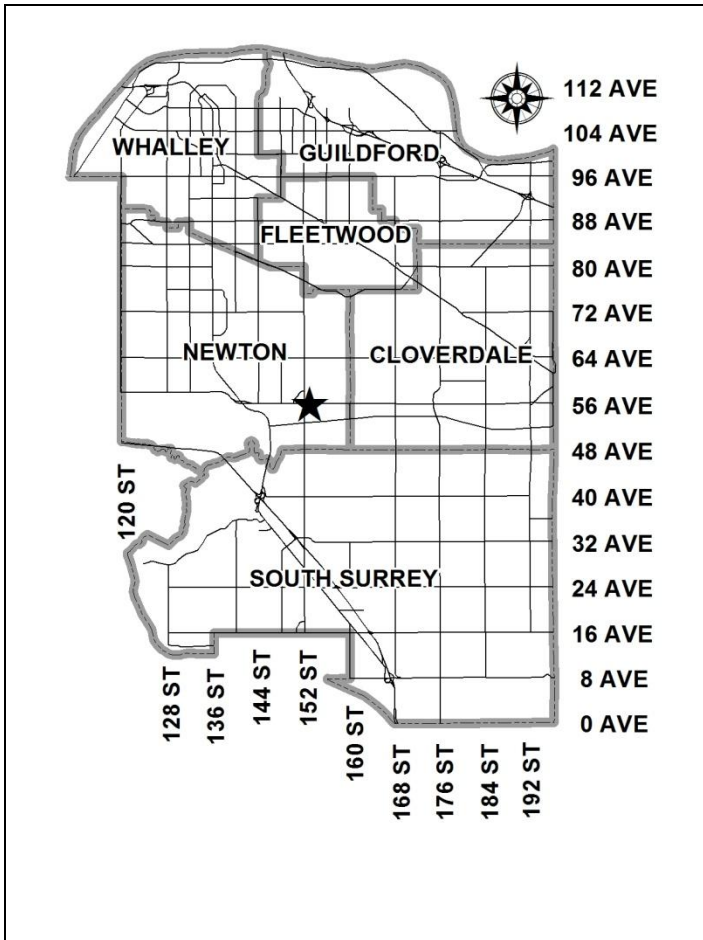 112 AVE
104 AVE
WHALLEY
GUILDFORD
96 AVE
88 AVE
FLEETWOOD
80 AVE
72 AVE
NEWTON
CLOVERDALE
64 AVE
56 AVE
48 AVE
120 ST
40 AVE
32 AVE
SOUTH SURREY
24 AVE
16 AVE
8 AVE
0 AVE
128 ST
136 ST
144 ST
152 ST
160 ST
168 ST
176 ST
184 ST
192 ST